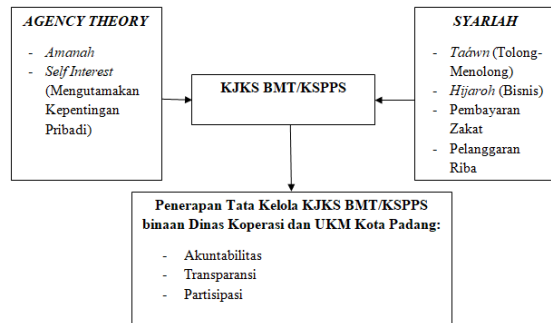 AGENCY THEORY
- Amanah
- Self Interest
(Mengutamakan
Kepentingan
Pribadi)
KJKS BMT/KSPPS
SYARIAH
- Taáwn (Tolong-
Menolong)
- Hijaroh (Bisnis)
- Pembayaran
Zakat
- Pelanggaran
Riba
Penerapan Tata Kelola KJKS BMT/KSPPS
binaan Dinas Koperasi dan UKM Kota Padang:
- Akuntabilitas
- Transparansi
- Partisipasi